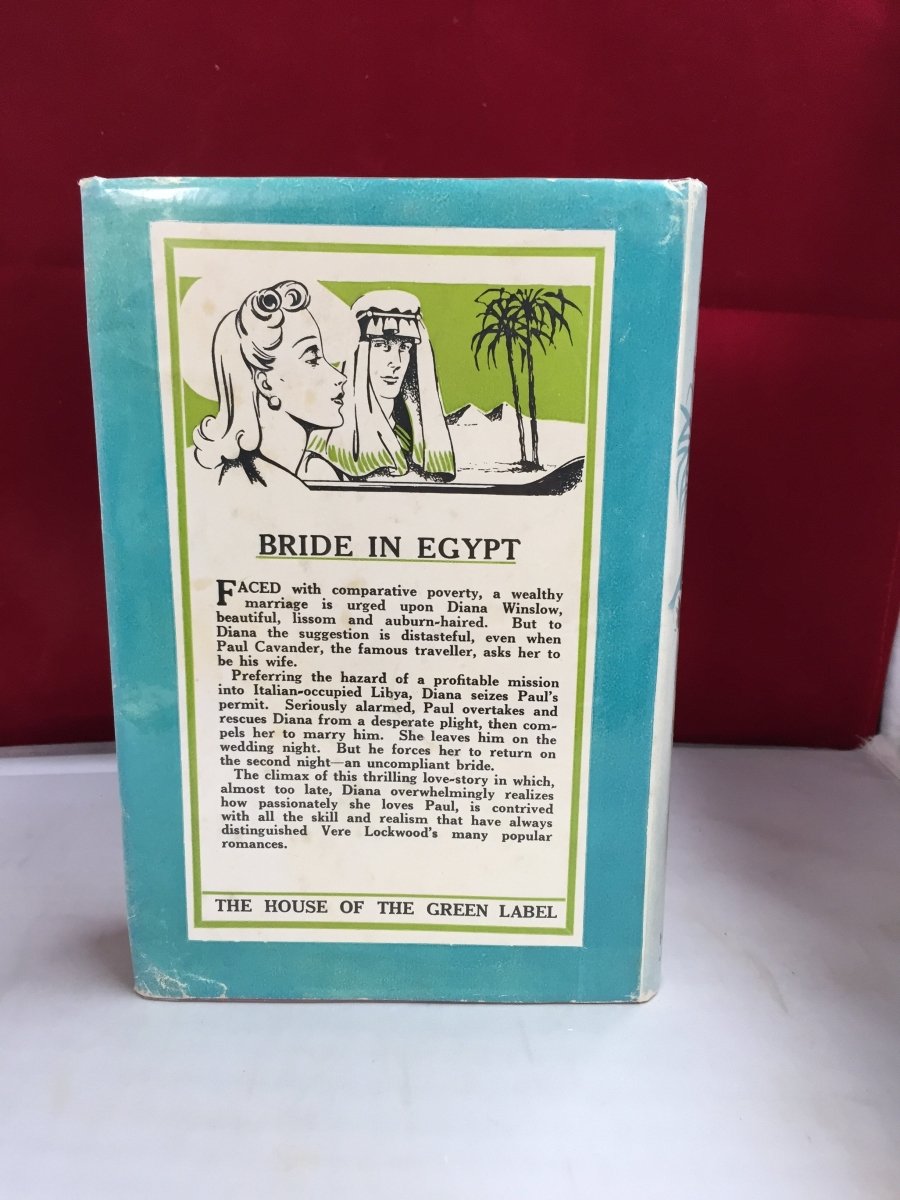 BRIDE IN EGYPT
FACED with comparative poverty, a wealthy
marriage is urged upon Diana Winslow,
beautiful, lissom and auburn-haired. But to
Diana the suggestion is distasteful, even when
Paul Cavander, the famous traveller, asks her to
be his wife.
Preferring the hazard of a profitable mission
into Italian-occupied Libya, Diana seizes Paul's
permit. Seriously alarmed, Paul overtakes and
rescues Diana from a desperate plight, then com-
pels her to marry him. She leaves him on the
wedding night. But he forces her to return on
the second night—an uncompliant bride.
The climax of this thrilling love-story in which,
almost too late, Diana overwhelmingly realizes
how passionately she loves Paul, is contrived
with all the skill and realism that have always
distinguished Vere Lockwood's many popular
romances.
THE HOUSE OF THE GREEN LABEL